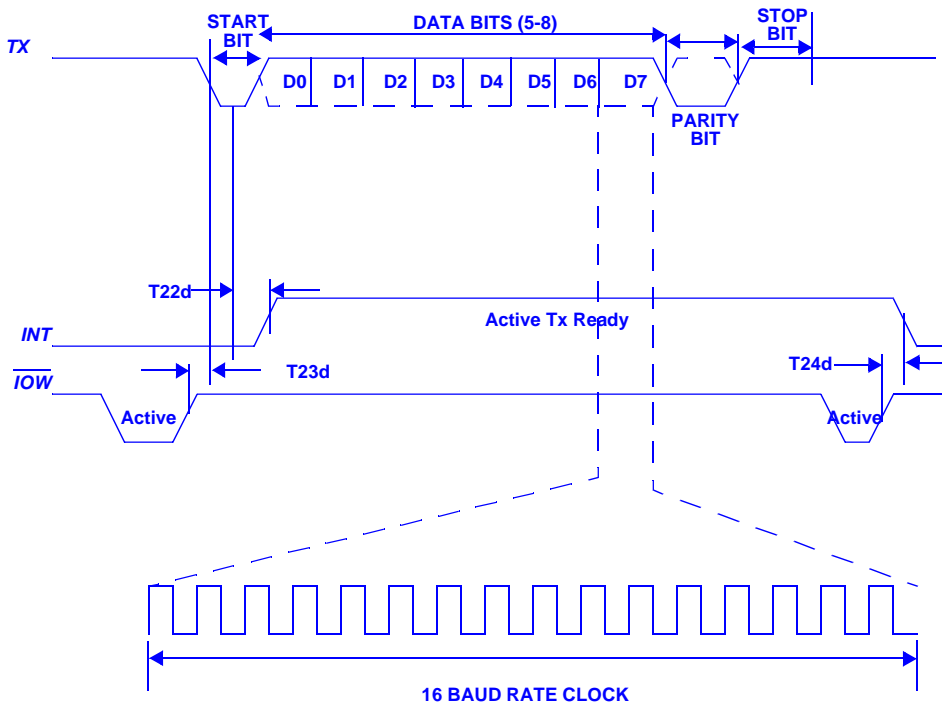 START
BIT
DATA BITS (5-8)
STOP
BIT
TX
D0 D1 D2 D3 D4 D5 D6 D7
PARITY
BIT
T22d
Active Tx Ready
INT
T23d
T24d
IOW
Active
Active
16 BAUD RATE CLOCK